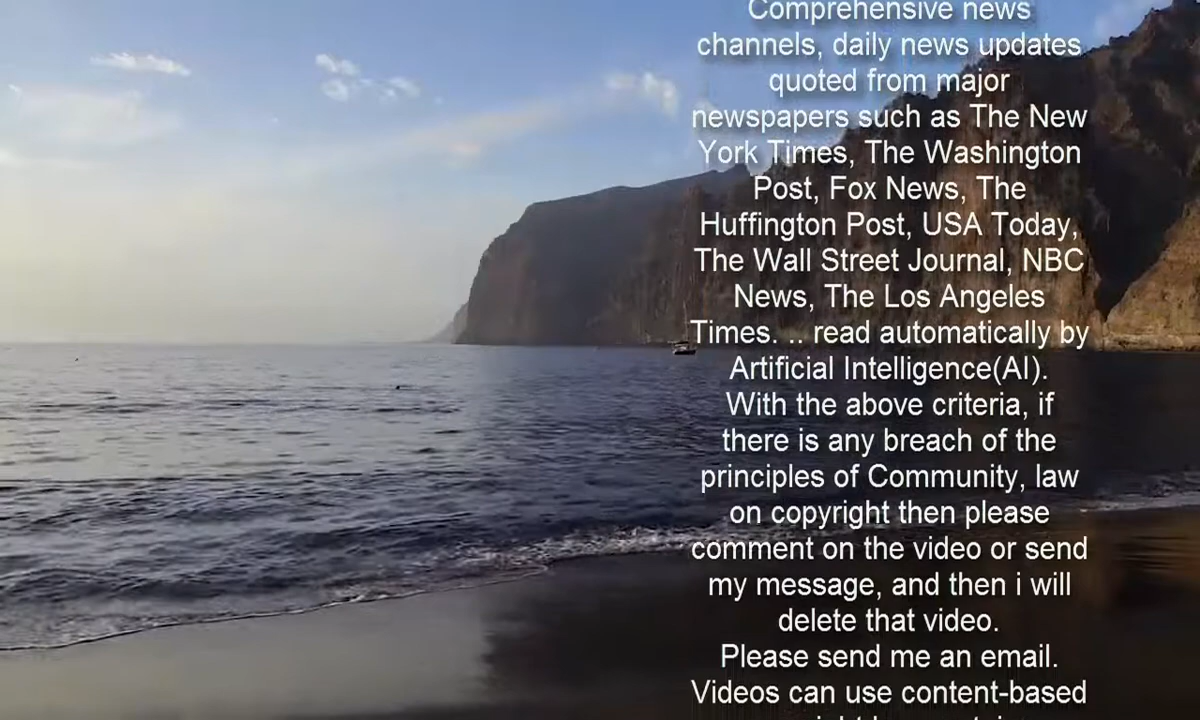 Comprehensive news
channels, daily news updates
quoted from major
newspapers such as The New
York Times, The Washington
Post, Fox News, The
Huffington Post, USA Today,
The Wall Street Journal, NBC
News, The Los Angeles
Times. .. read automatically by
Artificial Intelligence(AI).
With the above criteria, if
there is any breach of the
principles of Community, law
on copyright then please
comment on the video or send
my message, and then i will
delete that video.
Please send me an email.
Videos can use content-based